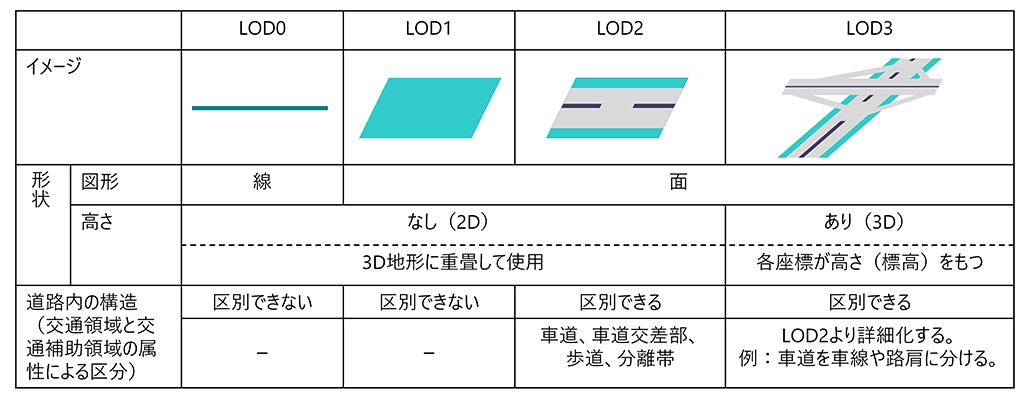 LOD0 LOD1 LOD2 LOD3
イメージ
形状 図形 線 面
高さ なし（2D） あり（3D）
3D地形に重畳して使用 各座標が高さ（標高）をもつ
道路内の構造 区別できない 区別できない 区別できる 区別できる
（交通領域と交
通補助領域の属
性による区分）
– – 車道、車道交差部、
歩道、分離帯
LOD2より詳細化する。
例：車道を車線や路肩に分ける。